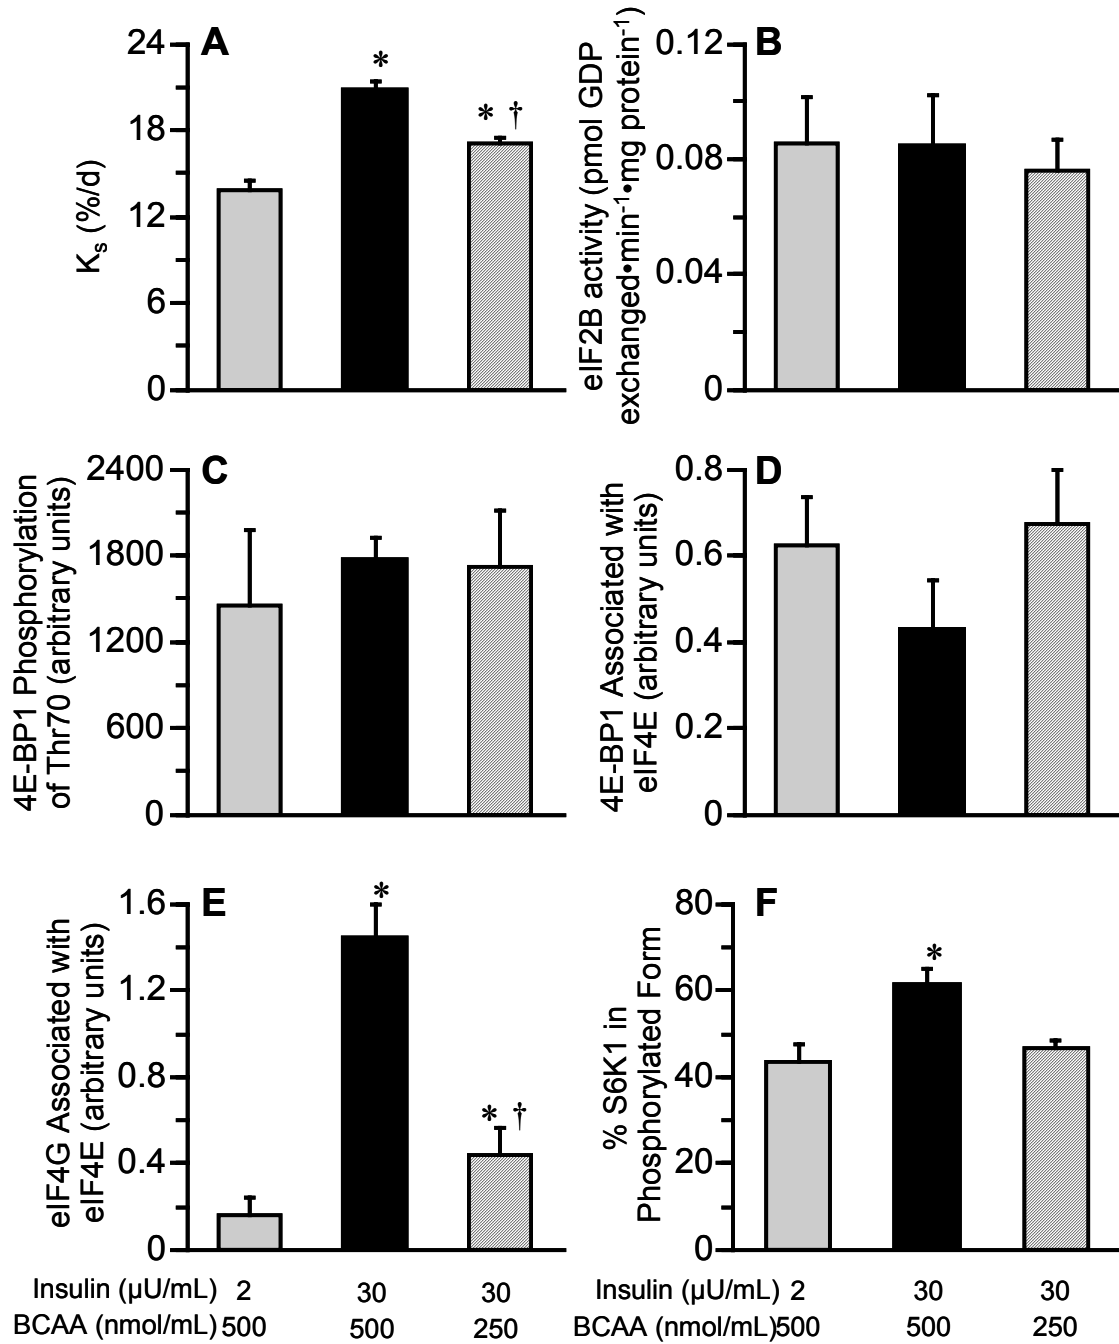 A
24
18
12
6
0
Kₛ (%/d)
*
* †
B
0.12
0.08
0.04
0
eIF2B activity (pmol GDP
exchanged•min⁻¹•mg protein⁻¹)
C
2400
1800
1200
600
0
4E-BP1 Phosphorylation
of Thr70 (arbitrary units)
D
0.8
0.6
0.4
0.2
0
4E-BP1 Associated with
eIF4E (arbitrary units)
E
1.6
1.2
0.8
0.4
0
eIF4G Associated with
eIF4E (arbitrary units)
*
* †
F
80
60
40
20
0
% S6K1 in
Phosphorylated Form
*
Insulin (µU/mL) 2 30 30
BCAA (nmol/mL) 500 500 250
Insulin (µU/mL) 2 30 30
BCAA (nmol/mL) 500 500 250